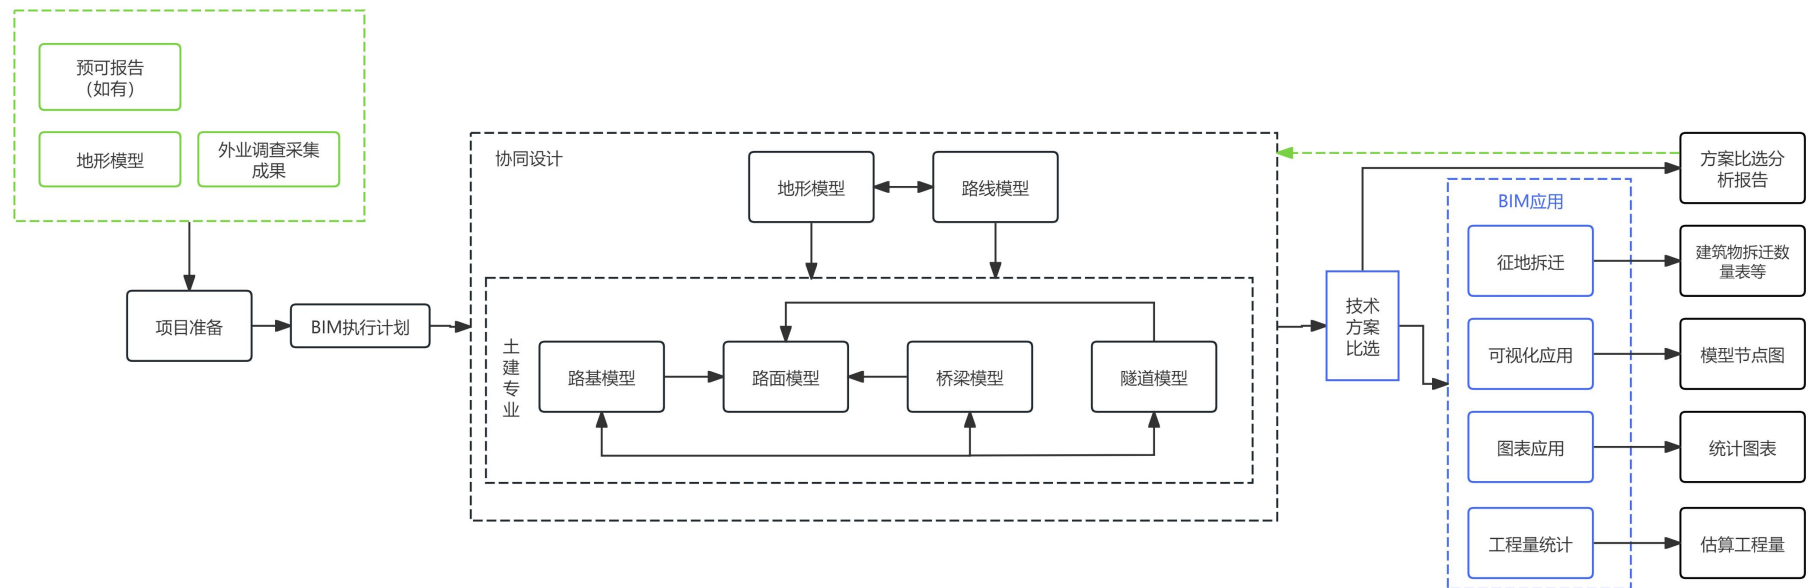 预可报告
(如有)
地形模型
外业调查采集
成果
项目准备
BIM执行计划
协同设计
地形模型
路线模型
土
建
专
业
路基模型
路面模型
桥梁模型
隧道模型
技术
方案
比选
BIM应用
征地拆迁
可视化应用
图表应用
工程量统计
方案比选分
析报告
建筑物拆迁数
量表等
模型节点图
统计图表
估算工程量